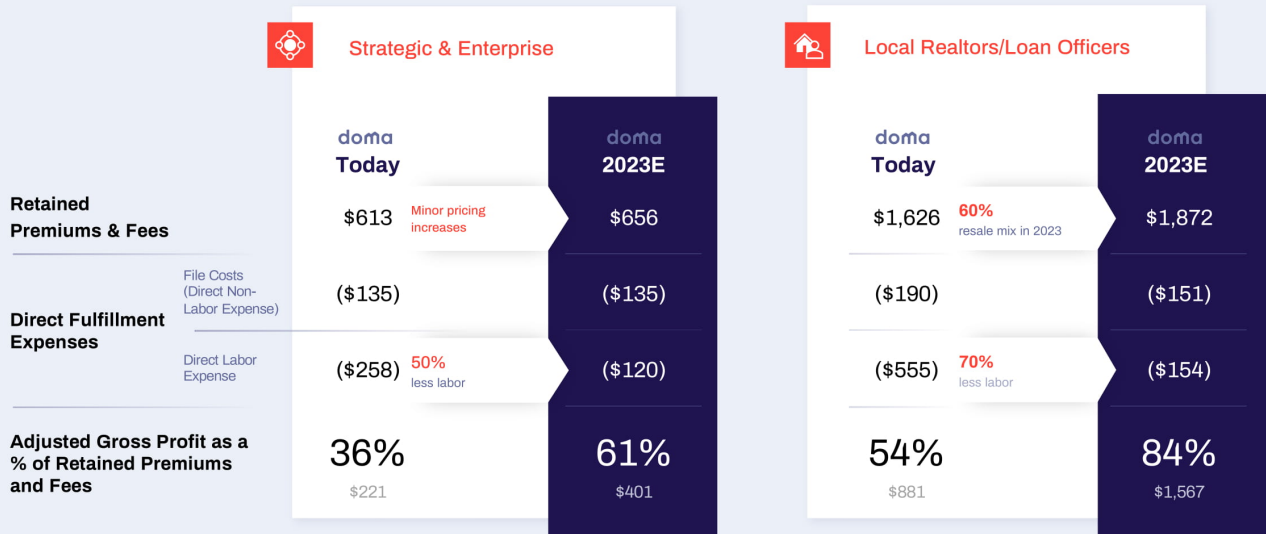 Strategic & Enterprise
Local Realtors/Loan Officers
doma
Today
doma
2023E
doma
Today
doma
2023E
Retained
Premiums & Fees
$613
Minor pricing
increases
$656
$1,626
60%
resale mix in 2023
$1,872
Direct Fulfillment
Expenses
File Costs
(Direct Non-
Labor Expense)
($135)
($135)
($190)
($151)
Direct Labor
Expense
($258)
50%
less labor
($120)
($555)
70%
less labor
($154)
Adjusted Gross Profit as a
% of Retained Premiums
and Fees
36%
$221
61%
$401
54%
$881
84%
$1,567